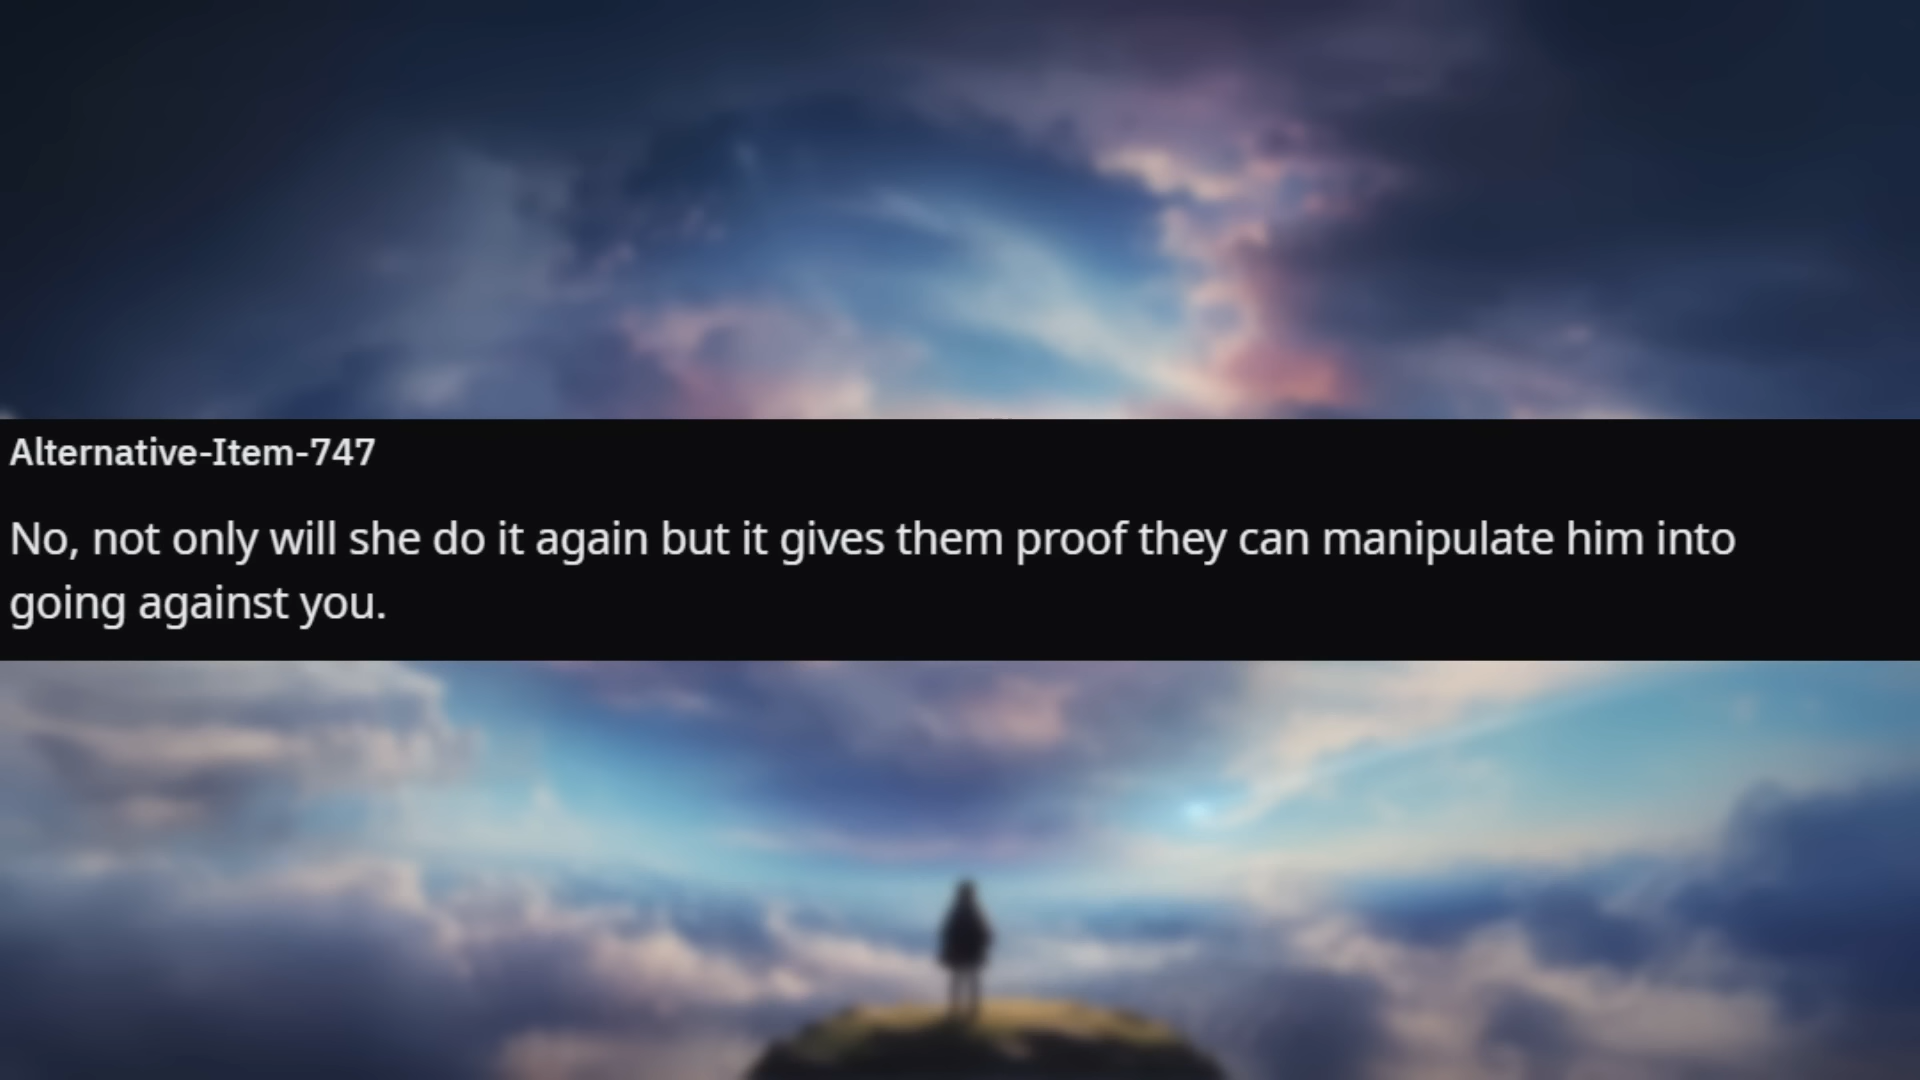 Alternative-Item-747
No, not only will she do it again but it gives them proof they can manipulate him into
going against you.